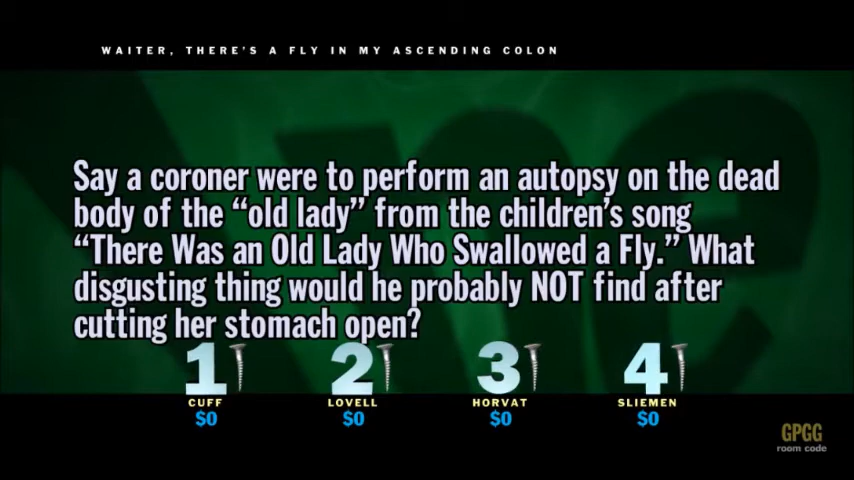 WAITER, THERE'S A FLY IN MY ASCENDING COLON
Say a coroner were to perform an autopsy on the dead
body of the “old lady” from the children’s song
“There Was an Old Lady Who Swallowed a Fly.” What
disgusting thing would he probably NOT find after
cutting her stomach open?
1 2 3 4
CUFF LOVELL HORVAT SLIEMEN
$0 $0 $0 $0
GPGG
room code